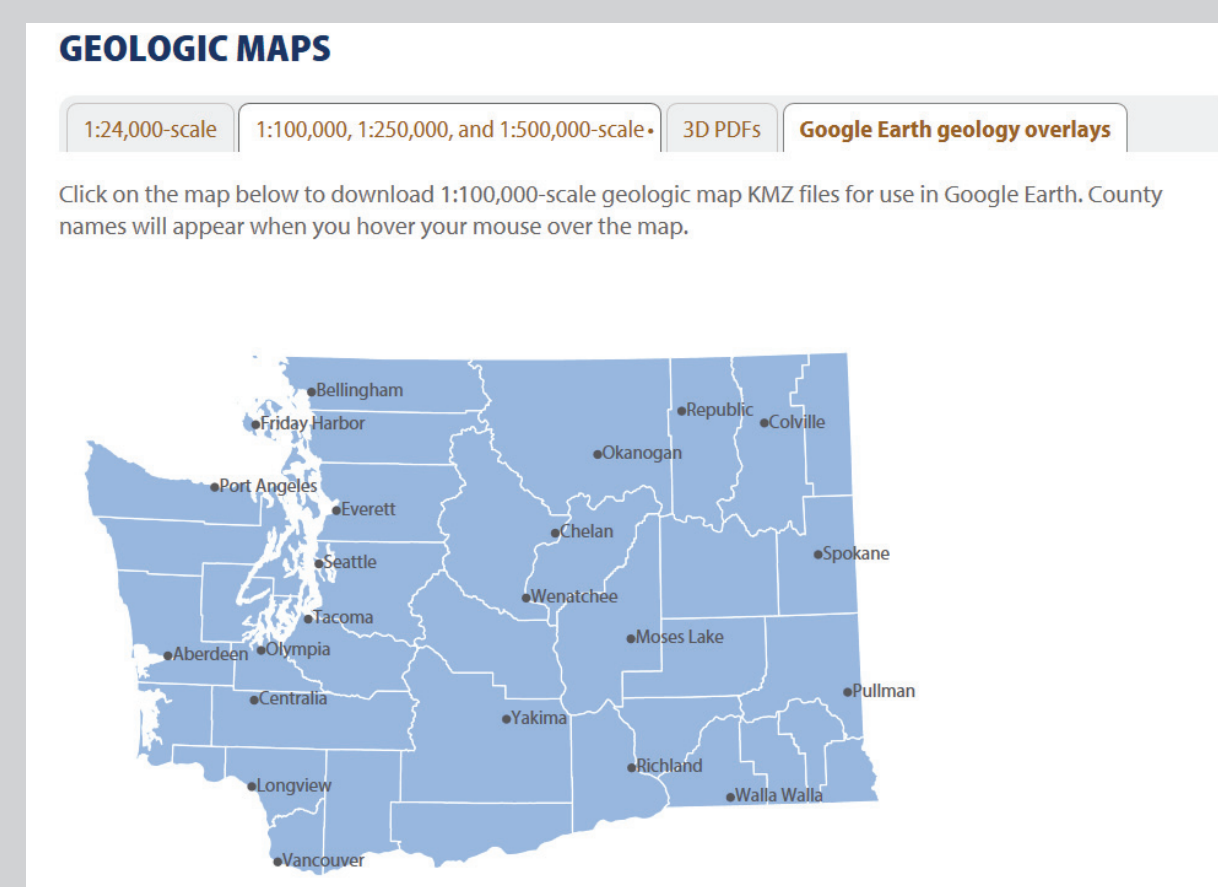 GEOLOGIC MAPS
1:24,000-scale
1:100,000, 1:250,000, and 1:500,000-scale •
3D PDFs
Google Earth geology overlays
Click on the map below to download 1:100,000-scale geologic map KMZ files for use in Google Earth. County
names will appear when you hover your mouse over the map.
Bellingham
Republic
Friday Harbor
Colville
Okanogan
Port Angeles
Everett
Chelan
Spokane
Seattle
Wenatchee
Tacoma
Moses Lake
Aberdeen
Olympia
Pullman
Centralia
Yakima
Richland
Longview
Walla Walla
Vancouver